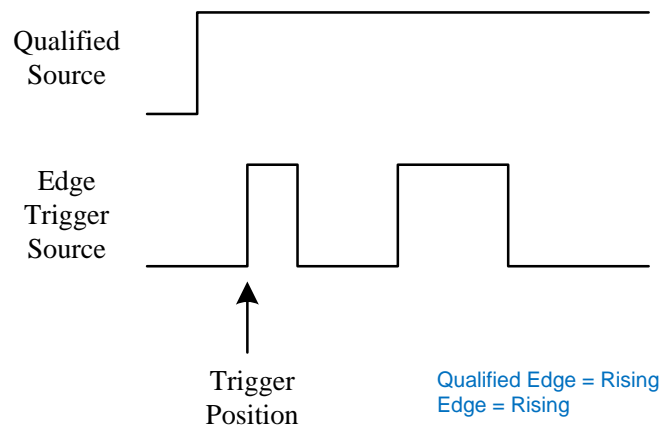 Qualified
Source
Edge
Trigger
Source
Trigger
Position
Qualified Edge = Rising
Edge = Rising